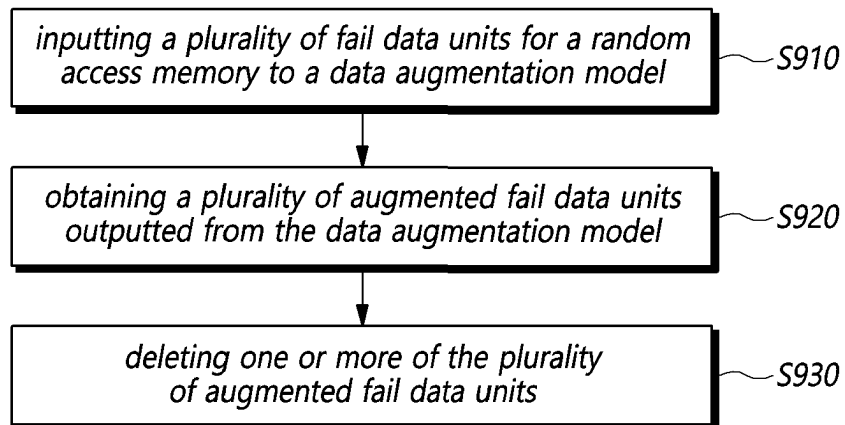 inputting a plurality of fail data units for a random
access memory to a data augmentation model
S910
obtaining a plurality of augmented fail data units
outputted from the data augmentation model
S920
deleting one or more of the plurality
of augmented fail data units
S930